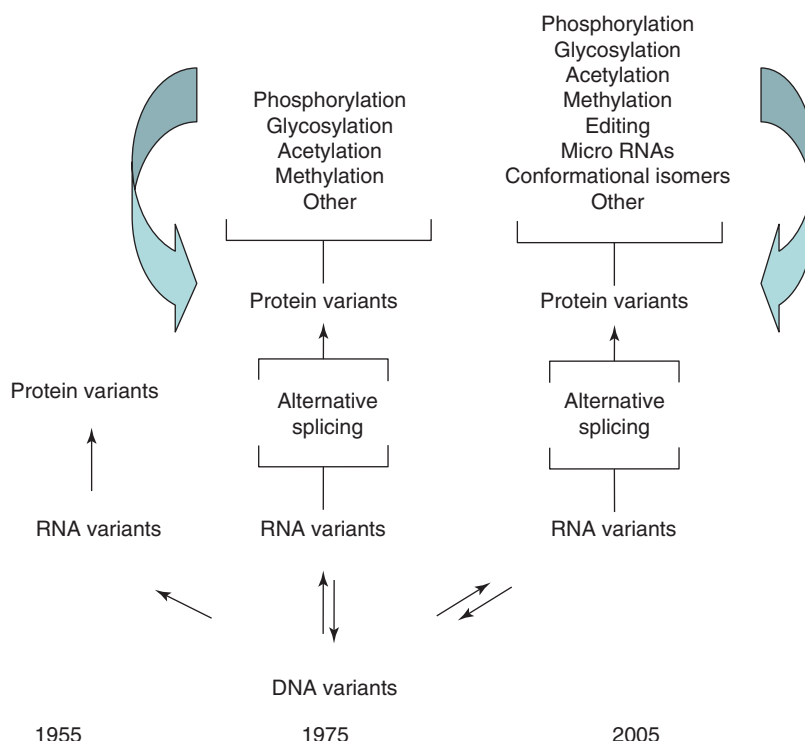 Phosphorylation
Glycosylation
Acetylation
Methylation
Editing
Micro RNAs
Conformational isomers
Other
Phosphorylation
Glycosylation
Acetylation
Methylation
Other
Protein variants
Protein variants
Protein variants
Alternative
splicing
Alternative
splicing
RNA variants
RNA variants
RNA variants
DNA variants
1955
1975
2005